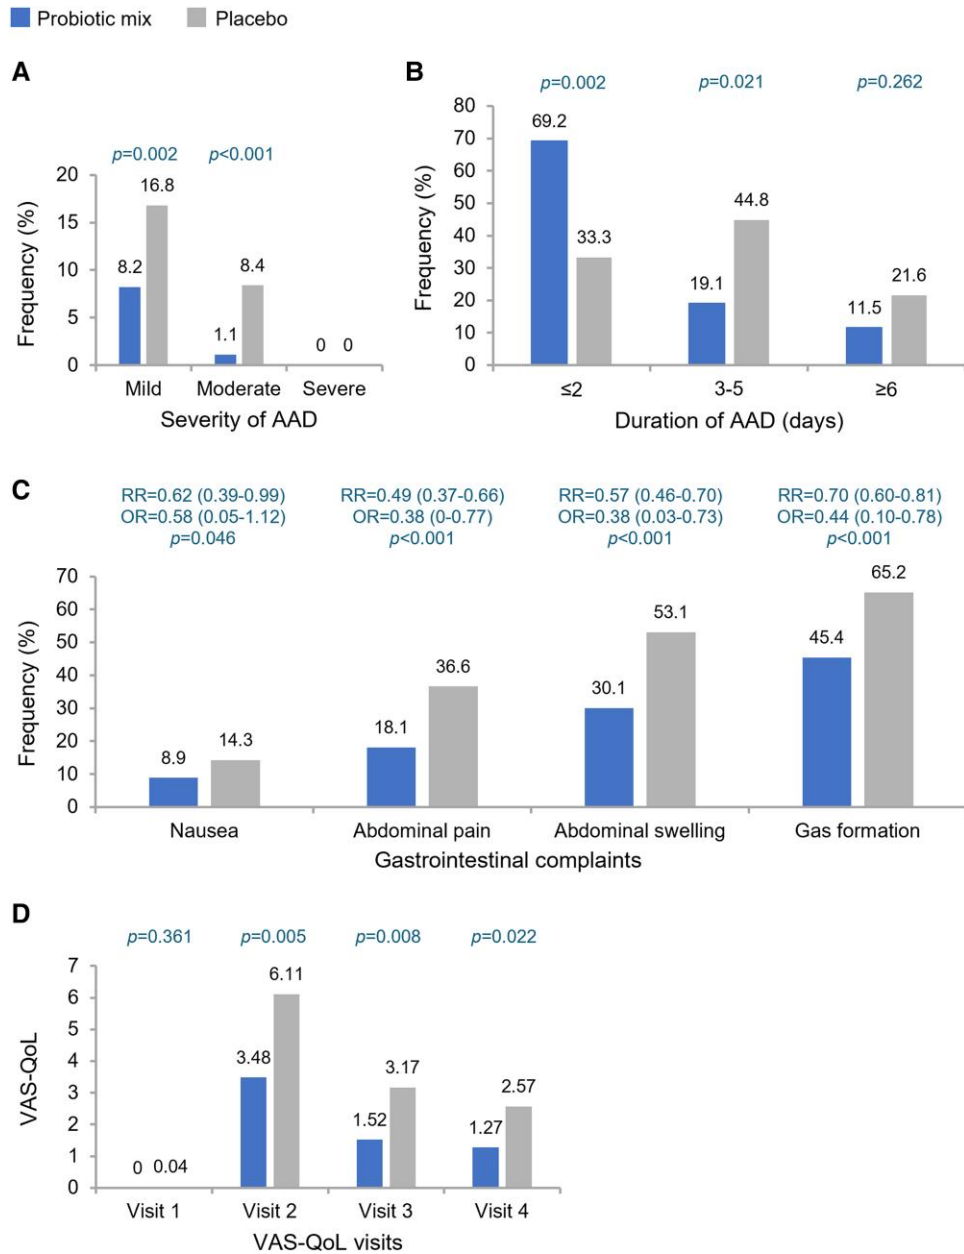 Probiotic mix Placebo
A
p=0.002 p<0.001
20
15
10
5
0
Frequency (%)
8.2 16.8
1.1 8.4
0 0
Mild Moderate Severe
Severity of AAD
B
p=0.002 p=0.021 p=0.262
80
70
60
50
40
30
20
10
0
Frequency (%)
69.2 33.3
19.1 44.8
11.5 21.6
≤2 3-5 ≥6
Duration of AAD (days)
C
RR=0.62 (0.39-0.99) RR=0.49 (0.37-0.66) RR=0.57 (0.46-0.70) RR=0.70 (0.60-0.81)
OR=0.58 (0.05-1.12) OR=0.38 (0-0.77) OR=0.38 (0.03-0.73) OR=0.44 (0.10-0.78)
p=0.046 p<0.001 p<0.001 p<0.001
70
60
50
40
30
20
10
0
Frequency (%)
8.9 14.3
18.1 36.6
30.1 53.1
45.4 65.2
Nausea Abdominal pain Abdominal swelling Gas formation
Gastrointestinal complaints
D
p=0.361 p=0.005 p=0.008 p=0.022
7
6
5
4
3
2
1
0
VAS-QoL
0 0.04
3.48 6.11
1.52 3.17
1.27 2.57
Visit 1 Visit 2 Visit 3 Visit 4
VAS-QoL visits